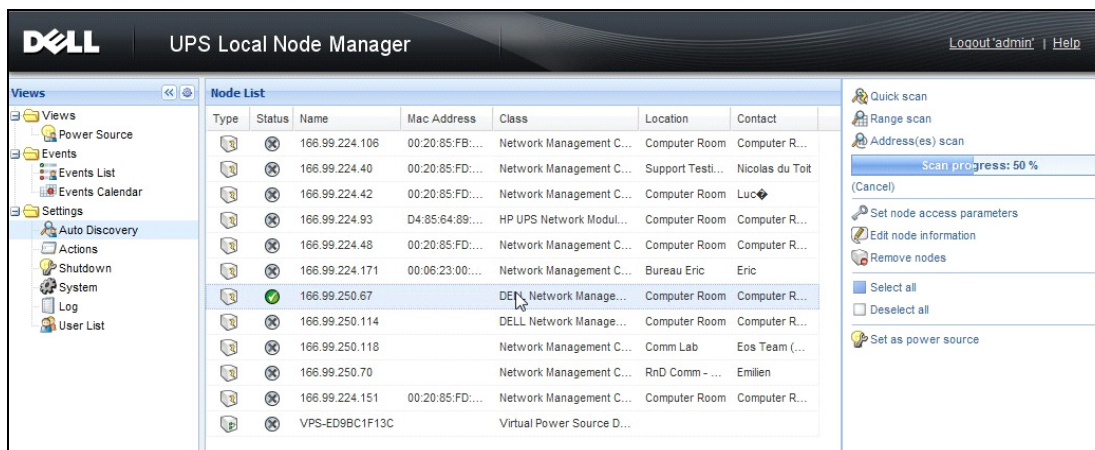 DELL UPS Local Node Manager Logout 'admin' | Help
Views
Views
Power Source
Events
Events List
Events Calendar
Settings
Auto Discovery
Actions
Shutdown
System
Log
User List
Node List
Type Status Name Mac Address Class Location Contact
166.99.224.106 00:20:85:FB:... Network Management C... Computer Room Computer R...
166.99.224.40 00:20:85:FD:... Network Management C... Support Testi... Nicolas du Toit
166.99.224.42 00:20:85:FD:... Network Management C... Computer Room Luc�
166.99.224.93 D4:85:64:89:... HP UPS Network Modul... Computer Room Computer R...
166.99.224.48 00:20:85:FD:... Network Management C... Computer Room Computer R...
166.99.224.171 00:06:23:00:... Network Management C... Bureau Eric Eric
166.99.250.67 DELL Network Manage... Computer Room Computer R...
166.99.250.114 DELL Network Manage... Computer Room Computer R...
166.99.250.118 Network Management C... Comm Lab Eos Team (...
166.99.250.70 Network Management C... RnD Comm - ... Emilien
166.99.224.151 00:20:85:FD:... Network Management C... Computer Room Computer R...
VPS-ED9BC1F13C Virtual Power Source D...
Quick scan
Range scan
Address(es) scan
Scan progress: 50 %
(Cancel)
Set node access parameters
Edit node information
Remove nodes
Select all
Deselect all
Set as power source